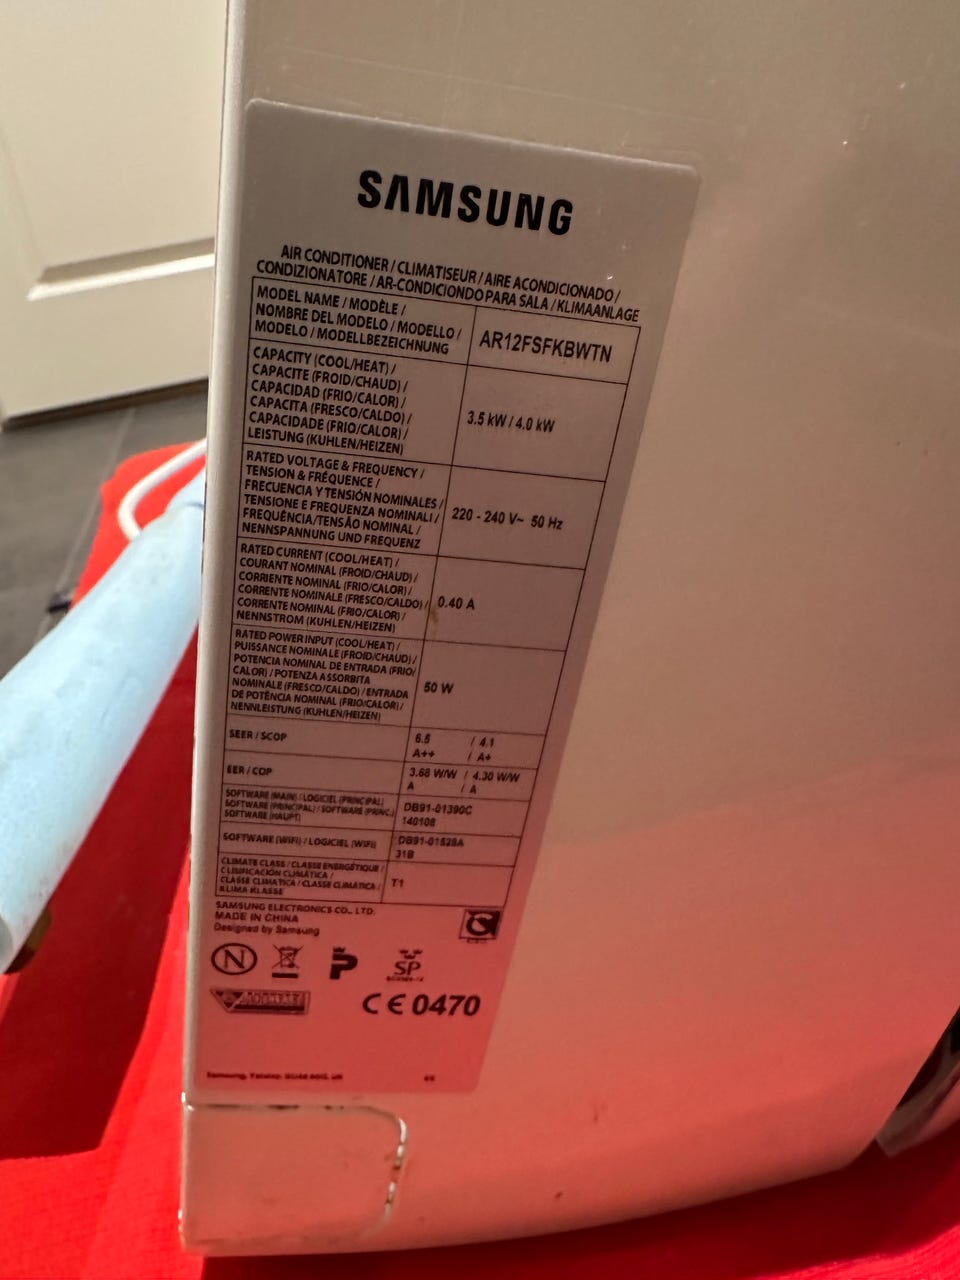 SAMSUNG
AIR CONDITIONER / CLIMATISEUR / AIRE ACONDICIONADO /
CONDIZIONATORE / AR-CONDICIONDO PARA SALA / KLIMAANLAGE
MODEL NAME / MODÈLE /
NOMBRE DEL MODELO / MODELLO /
MODELO / MODELLBEZEICHNUNG
AR12FSFKBWTN
CAPACITY (COOL/HEAT) /
CAPACITE (FROID/CHAUD) /
CAPACIDAD (FRIO/CALOR) /
CAPACITA (FRESCO/CALDO) /
CAPACIDADE (FRIO/CALOR) /
LEISTUNG (KUHLEN/HEIZEN)
3.5 kW / 4.0 kW
RATED VOLTAGE & FREQUENCY /
TENSION & FRÉQUENCE /
FRECUENCIA Y TENSIÓN NOMINALES /
TENSIONE E FREQUENZA NOMINALI /
FREQUÊNCIA/TENSÃO NOMINAL /
NENNSPANNUNG UND FREQUENZ
220 - 240 V~ 50 Hz
RATED CURRENT (COOL/HEAT) /
COURANT NOMINAL (FROID/CHAUD) /
CORRIENTE NOMINAL (FRIO/CALOR) /
CORRENTE NOMINALE (FRESCO/CALDO) /
CORRENTE NOMINAL (FRIO/CALOR) /
NENNSTROM (KUHLEN/HEIZEN)
0.40 A
RATED POWER INPUT (COOL/HEAT) /
PUISSANCE NOMINALE (FROID/CHAUD) /
POTENCIA NOMINAL DE ENTRADA (FRIO/
CALOR) / POTENZA ASSORBITA
NOMINALE (FRESCO/CALDO) / ENTRADA
DE POTÊNCIA NOMINAL (FRIO/CALOR) /
NENNLEISTUNG (KUHLEN/HEIZEN)
50 W
SEER / SCOP
6.5 / 4.1
A++ / A+
EER / COP
3.68 W/W / 4.30 W/W
A / A
SOFTWARE (MAIN) / LOGICIEL (PRINCIPAL)
SOFTWARE (PRINCIPAL) / SOFTWARE (PRINC.)
SOFTWARE (HAUPT)
DB91-01390C
140108
SOFTWARE (WIFI) / LOGICIEL (WIFI)
DB91-01528A
31B
CLIMATE CLASS / CLASSE ENERGÉTIQUE /
CLIMIFICACIÓN CLIMÁTICA /
CLASSE CLIMATICA / CLASSE CLIMÁTICA /
KLIMA KLASSE
T1
SAMSUNG ELECTRONICS CO., LTD.
MADE IN CHINA
Designed by Samsung
N
P
SP
CE 0470